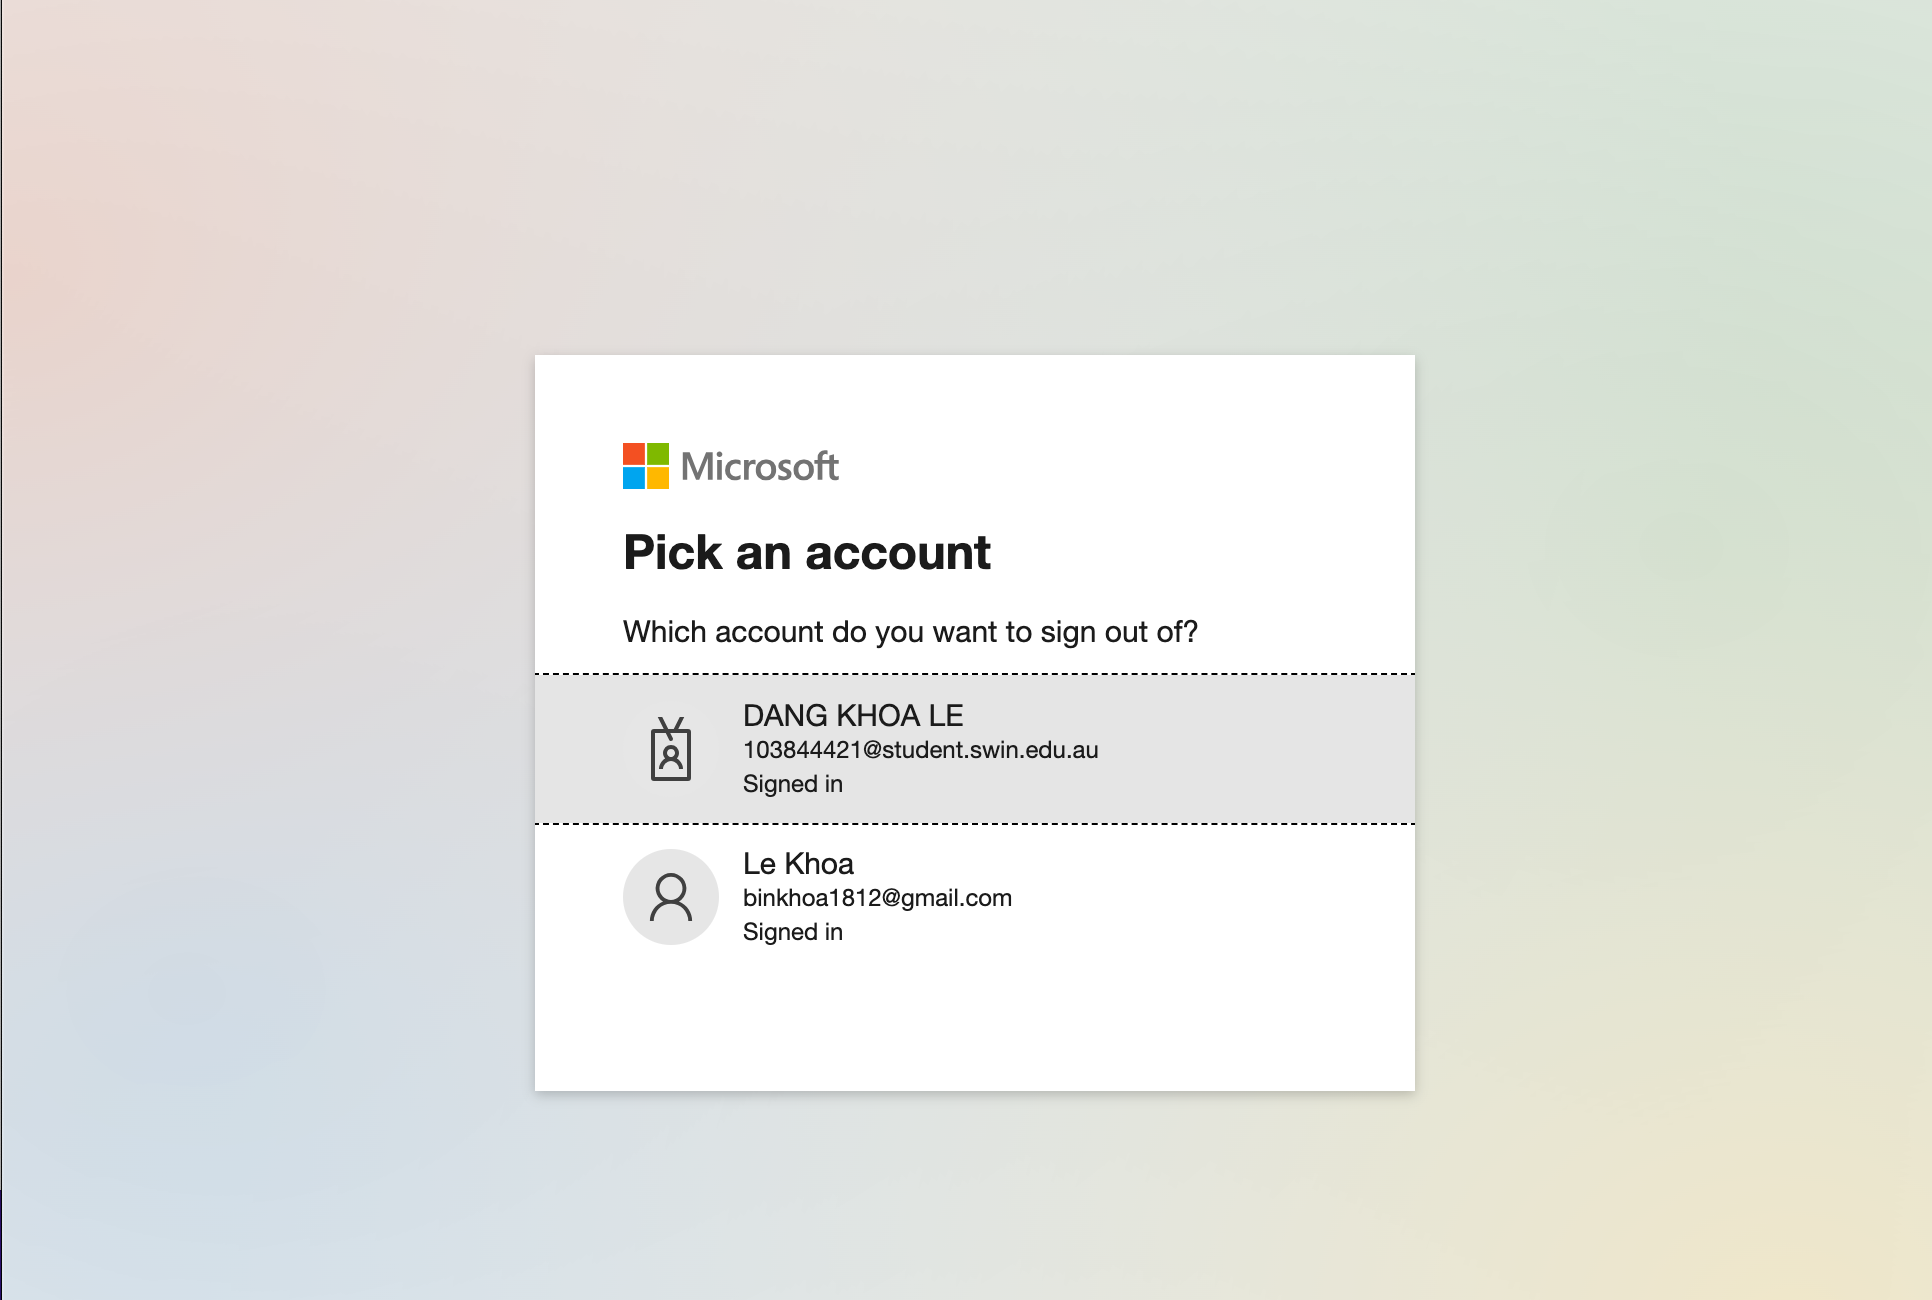 Microsoft
Pick an account
Which account do you want to sign out of?
DANG KHOA LE
103844421@student.swin.edu.au
Signed in
Le Khoa
binkhoa1812@gmail.com
Signed in